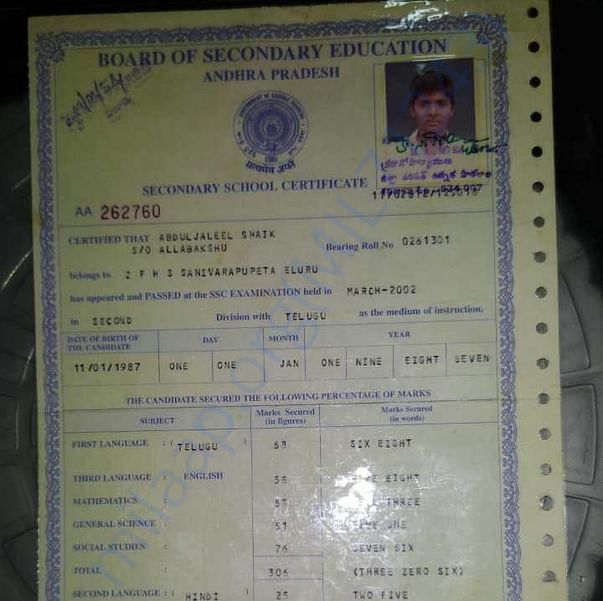 BOARD OF SECONDARY EDUCATION
ANDHRA PRADESH
SECONDARY SCHOOL CERTIFICATE
AA 262760
CERTIFIED THAT ABDULJALEEL SHAIK
S/O ALLABAKSHU Bearing Roll No 0261301
belongs to Z P H S SANIVARAPUPETA ELURU
has appeared and PASSED at the SSC EXAMINATION held in MARCH-2002
in SECOND Division with TELUGU as the medium of instruction.
DATE OF BIRTH OF THE CANDIDATE DAY MONTH YEAR
11/01/1987 ONE ONE JAN ONE NINE EIGHT SEVEN
THE CANDIDATE SECURED THE FOLLOWING PERCENTAGE OF MARKS
SUBJECT Marks Secured (in figures) Marks Secured (in words)
FIRST LANGUAGE : ( TELUGU ) 68 SIX EIGHT
THIRD LANGUAGE : ENGLISH 58 EIGHT
MATHEMATICS : THREE
GENERAL SCIENCE : 51 ONE
SOCIAL STUDIES : 76 SEVEN SIX
TOTAL : 306 (THREE ZERO SIX)
SECOND LANGUAGE : ( HINDI 25 TWO FIVE